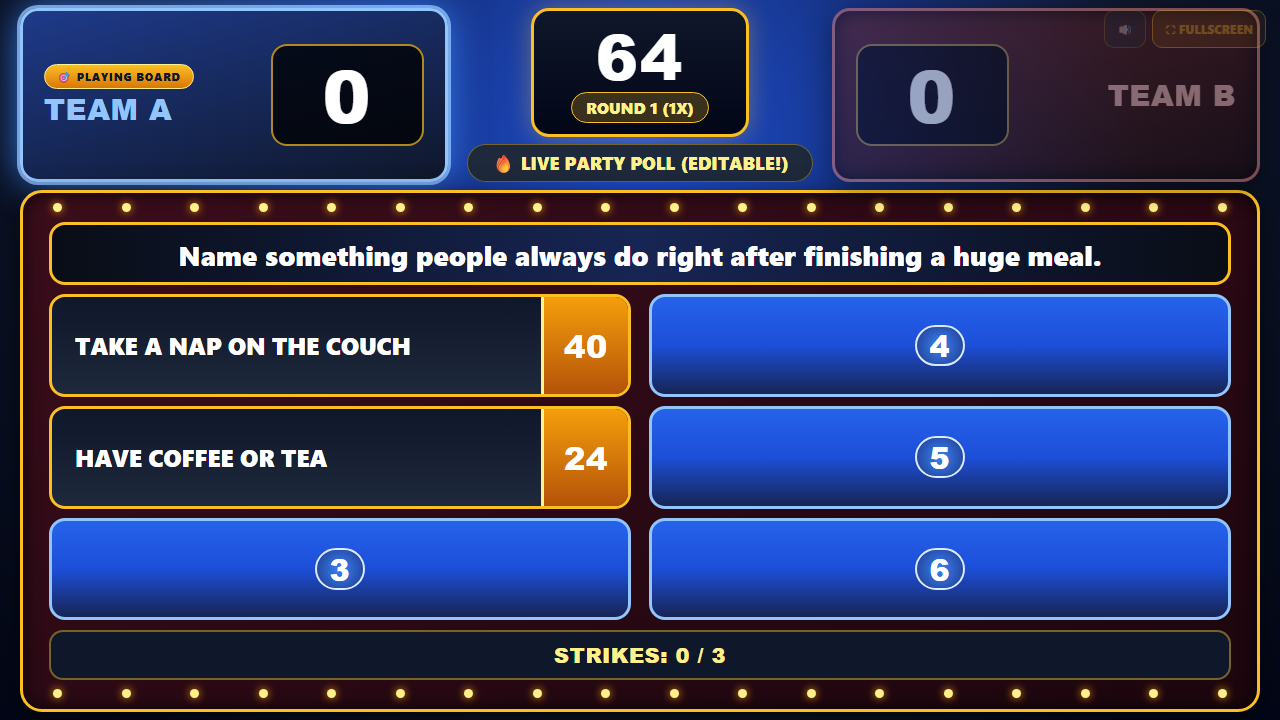 🎯 PLAYING BOARD
TEAM A
0
64
ROUND 1 (1X)
🔥 LIVE PARTY POLL (EDITABLE!)
0
TEAM B
🔊
⛶ FULLSCREEN
Name something people always do right after finishing a huge meal.
TAKE A NAP ON THE COUCH
40
HAVE COFFEE OR TEA
24
3
4
5
6
STRIKES: 0 / 3